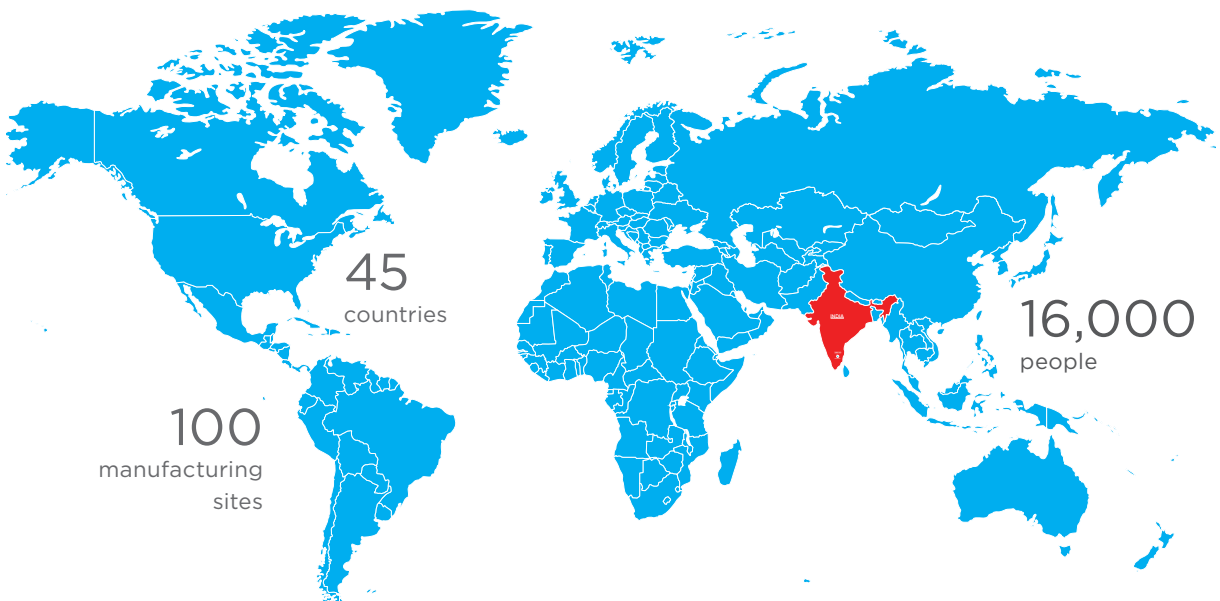 45
countries
16,000
people
INDIA
100
manufacturing
sites